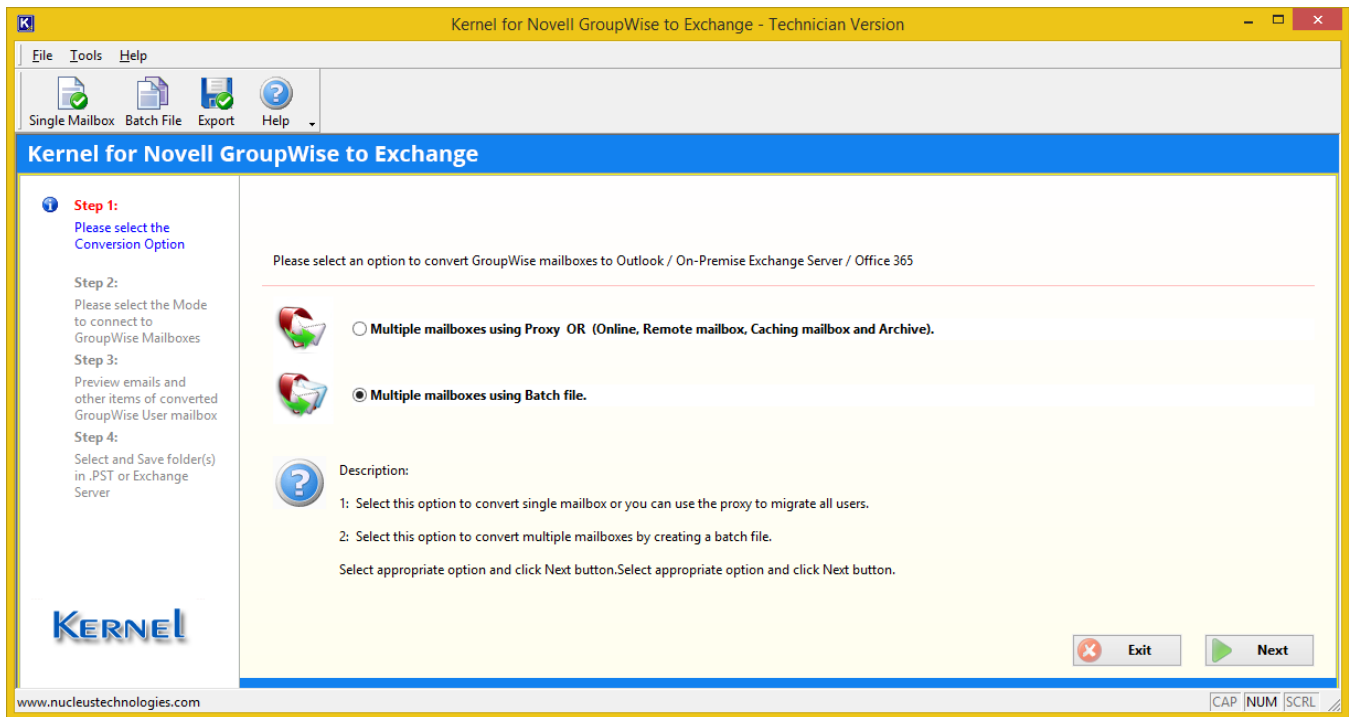 Kernel for Novell GroupWise to Exchange - Technician Version
File Tools Help
Single Mailbox Batch File Export Help
Kernel for Novell GroupWise to Exchange
Step 1:
Please select the
Conversion Option
Step 2:
Please select the Mode
to connect to
GroupWise Mailboxes
Step 3:
Preview emails and
other items of converted
GroupWise User mailbox
Step 4:
Select and Save folder(s)
in .PST or Exchange
Server
KERNEL
Please select an option to convert GroupWise mailboxes to Outlook / On-Premise Exchange Server / Office 365
Multiple mailboxes using Proxy OR (Online, Remote mailbox, Caching mailbox and Archive).
Multiple mailboxes using Batch file.
Description:
1: Select this option to convert single mailbox or you can use the proxy to migrate all users.
2: Select this option to convert multiple mailboxes by creating a batch file.
Select appropriate option and click Next button.Select appropriate option and click Next button.
Exit Next
www.nucleustechnologies.com CAP NUM SCRL